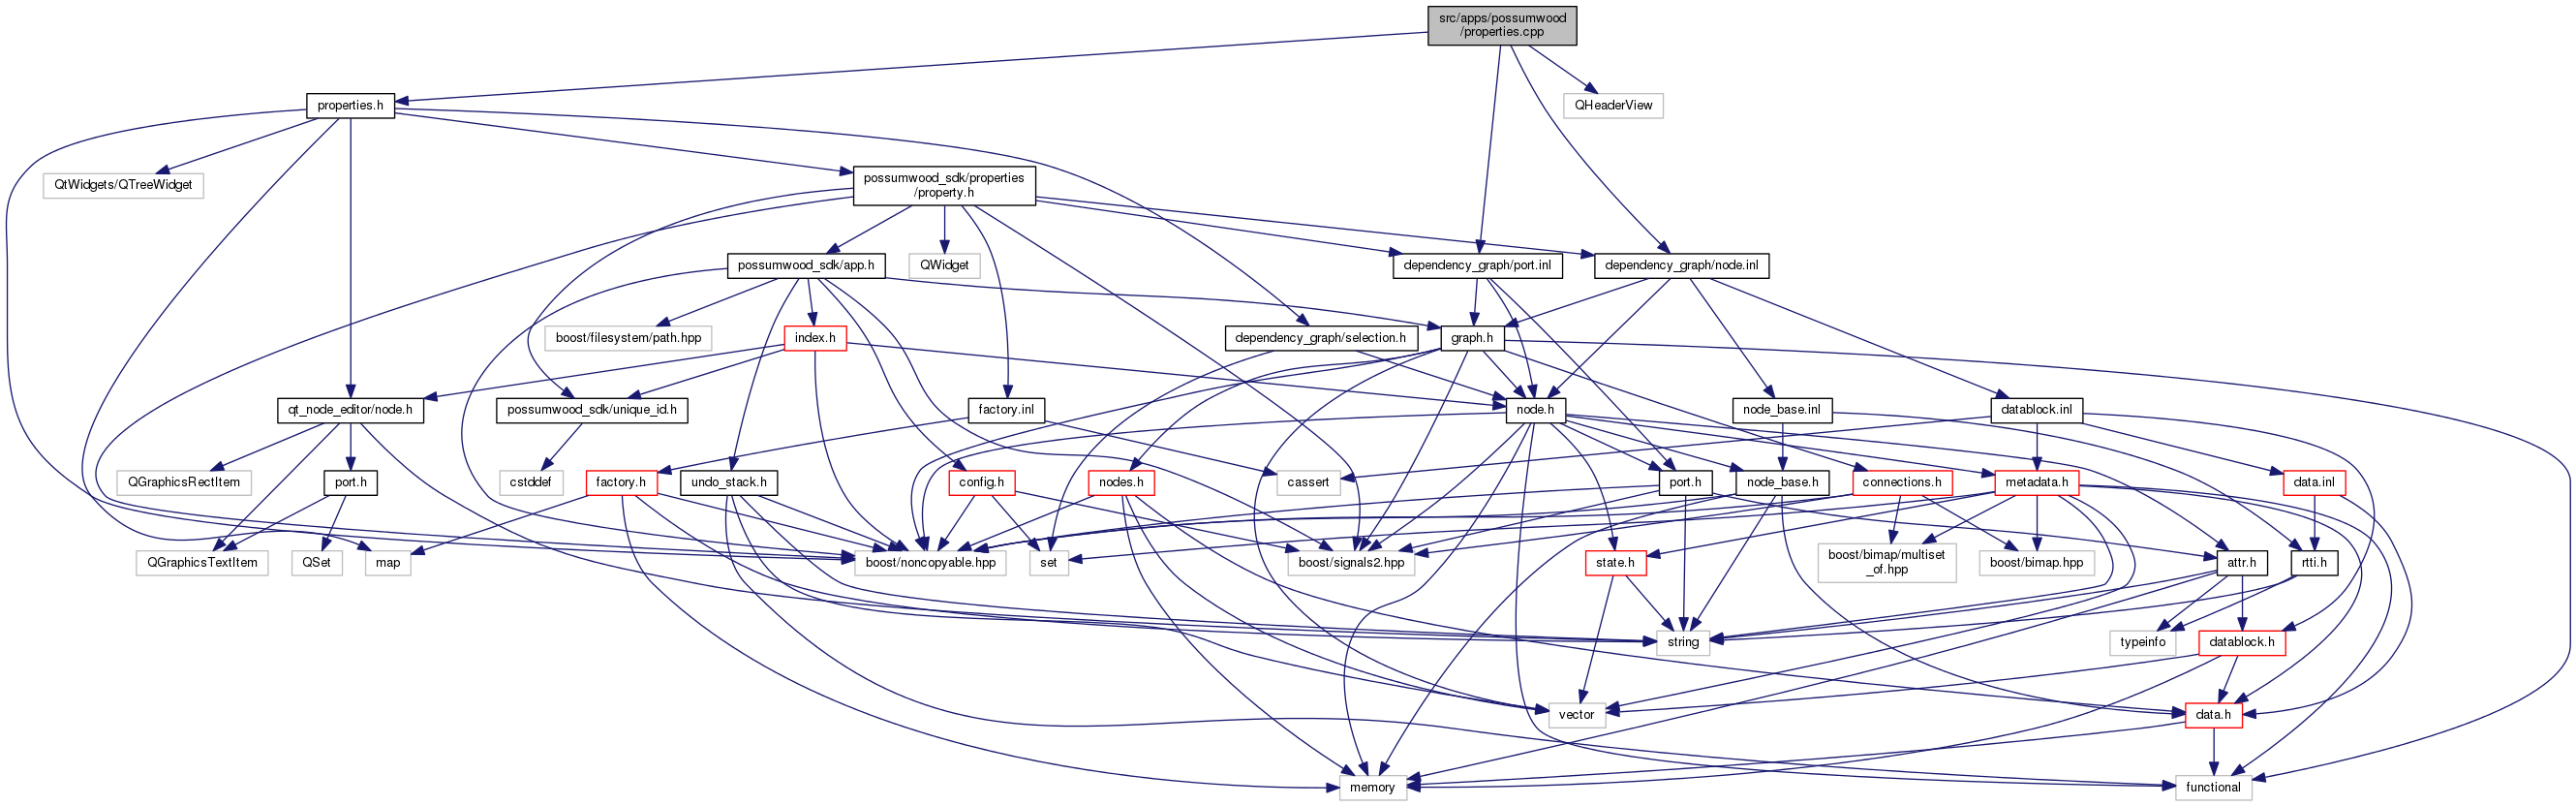 src/apps/possumwood
/properties.cpp
properties.h
QHeaderView
QtWidgets/QTreeWidget
possumwood_sdk/properties
/property.h
possumwood_sdk/app.h
QWidget
dependency_graph/port.inl
dependency_graph/node.inl
boost/filesystem/path.hpp
index.h
dependency_graph/selection.h
graph.h
qt_node_editor/node.h
possumwood_sdk/unique_id.h
factory.inl
node.h
node_base.inl
datablock.inl
QGraphicsRectItem
port.h
cstddef
factory.h
undo_stack.h
config.h
nodes.h
cassert
port.h
node_base.h
connections.h
metadata.h
data.inl
QGraphicsTextItem
QSet
map
boost/noncopyable.hpp
set
boost/signals2.hpp
state.h
boost/bimap/multiset
_of.hpp
boost/bimap.hpp
attr.h
rtti.h
string
typeinfo
datablock.h
vector
data.h
memory
functional